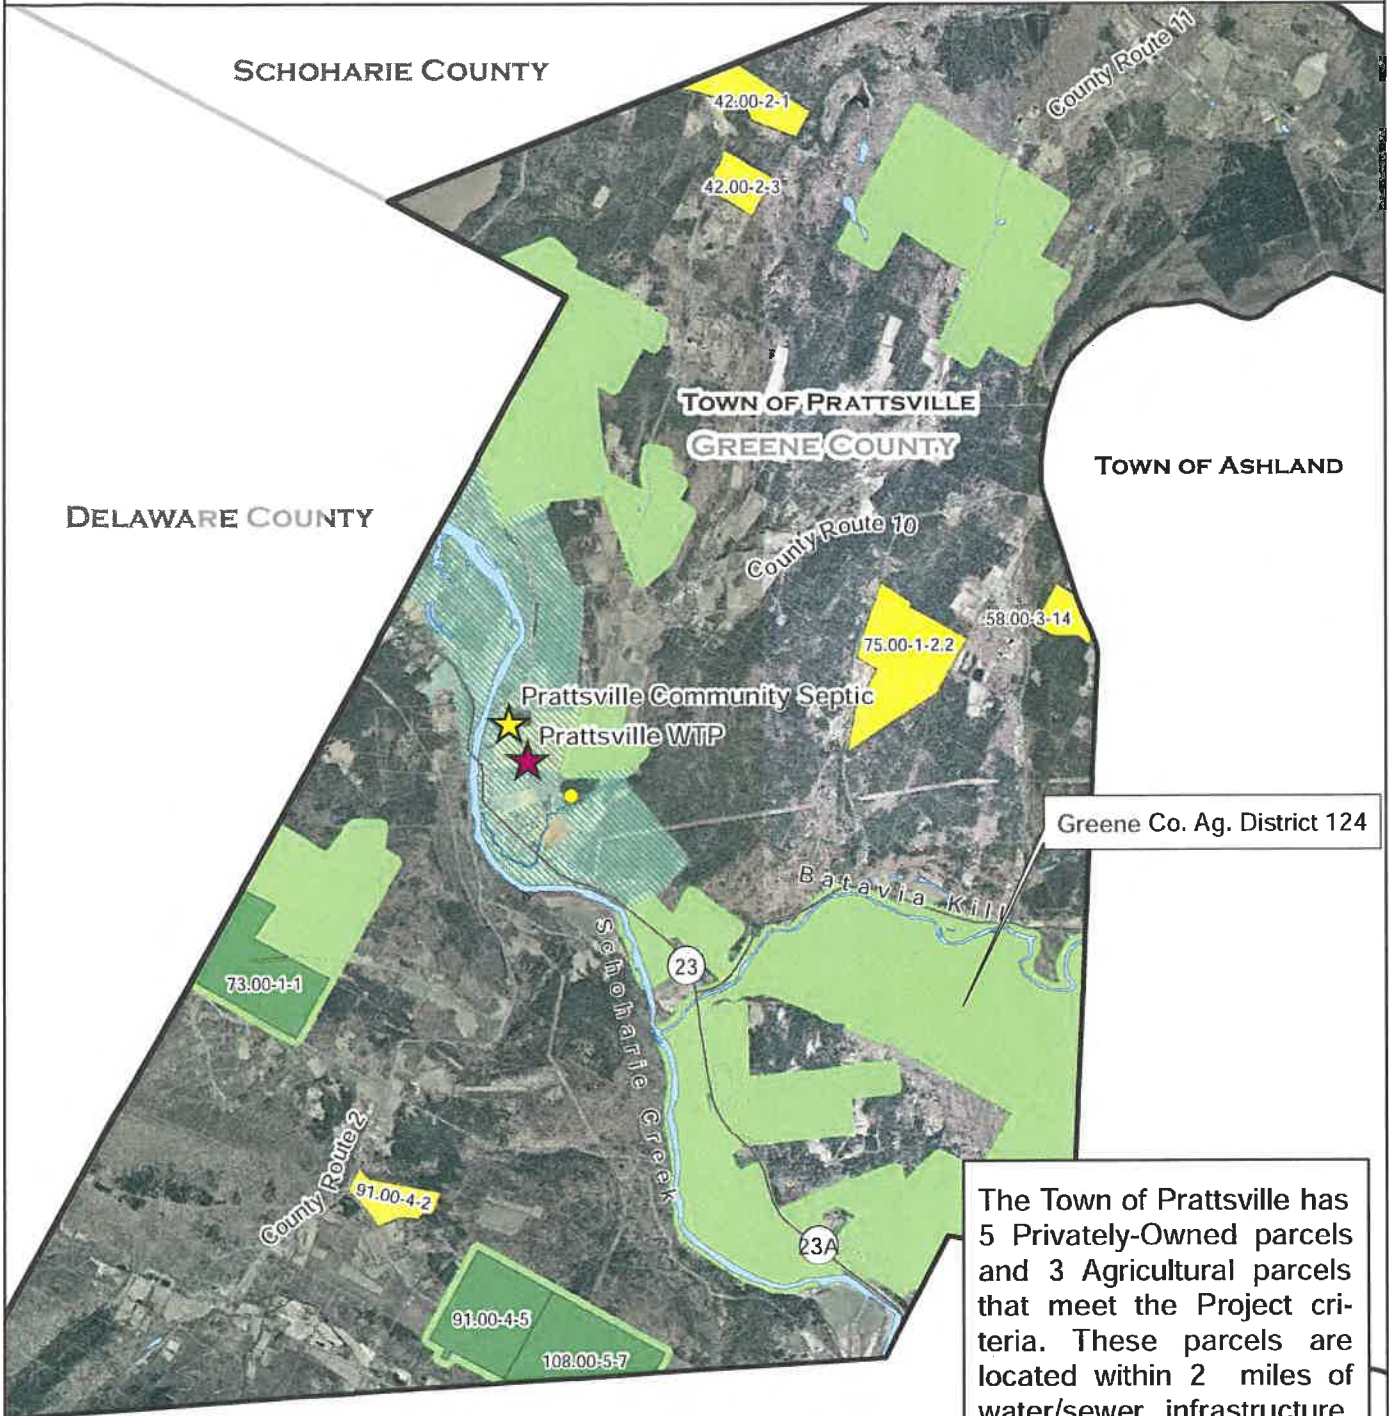 SCHOHARIE COUNTY
County Route 11
42.00-2-1
42.00-2-3
TOWN OF PRATTSVILLE
GREENE COUNTY
TOWN OF ASHLAND
DELAWARE COUNTY
County Route 10
58.00-3-14
75.00-1-2.2
Prattsville Community Septic
Prattsville WTP
Greene Co. Ag. District 124
Batavia Kill
23
Schoharie Creek
73.00-1-1
County Route 2
91.00-4-2
23A
91.00-4-5
108.00-5-7
The Town of Prattsville has
5 Privately-Owned parcels
and 3 Agricultural parcels
that meet the Project cri-
teria. These parcels are
located within 2 miles of
water/sewer infrastructure,